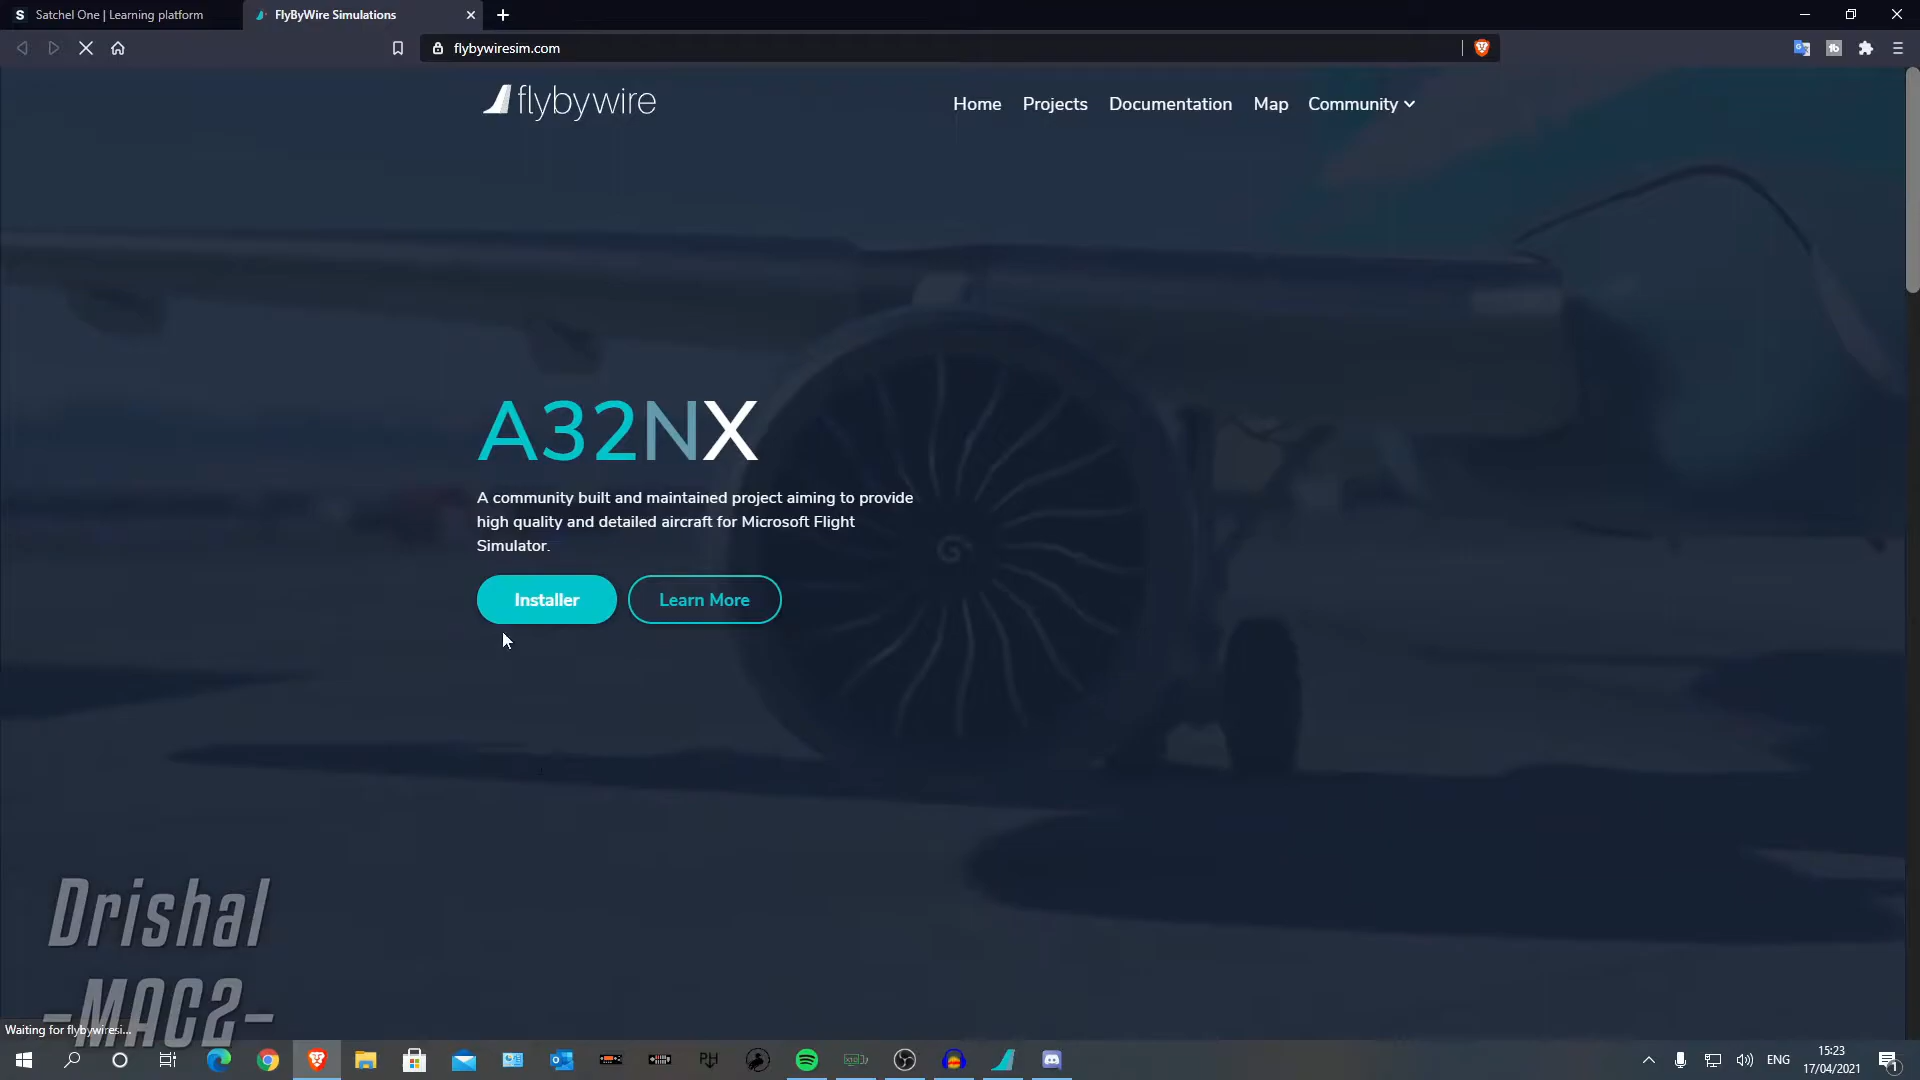 S Satchel One | Learning platform
FlyByWire Simulations
flybywiresim.com
flybywire
Home Projects Documentation Map Community
A32NX
A community built and maintained project aiming to provide
high quality and detailed aircraft for Microsoft Flight
Simulator.
Installer
Learn More
Drishal
-MAC2-
Waiting for flybywiresi...
ENG
15:23
17/04/2021